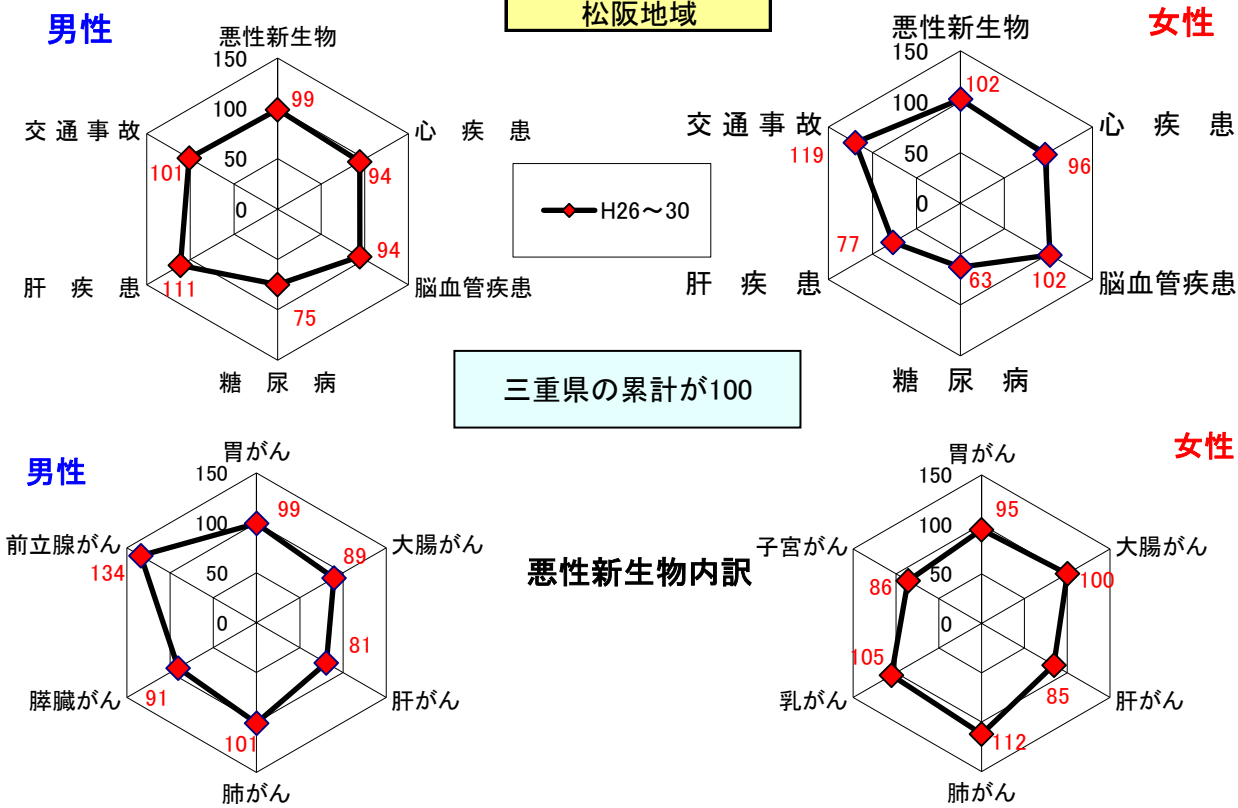 松阪地域
男性
悪性新生物
150
100
50
0
99
心 疾 患
94
脳血管疾患
94
糖 尿 病
75
肝 疾 患
111
交 通 事 故
101
H26～30
女性
悪性新生物
150
100
50
0
102
心 疾 患
96
脳血管疾患
102
糖 尿 病
63
肝 疾 患
77
交 通 事 故
119
三重県の累計が100
男性
胃がん
150
100
50
0
99
大腸がん
89
肝がん
81
肺がん
101
膵臓がん
91
前立腺がん
134
悪性新生物内訳
女性
胃がん
150
100
50
0
95
大腸がん
100
肝がん
85
肺がん
112
乳がん
105
子宮がん
86